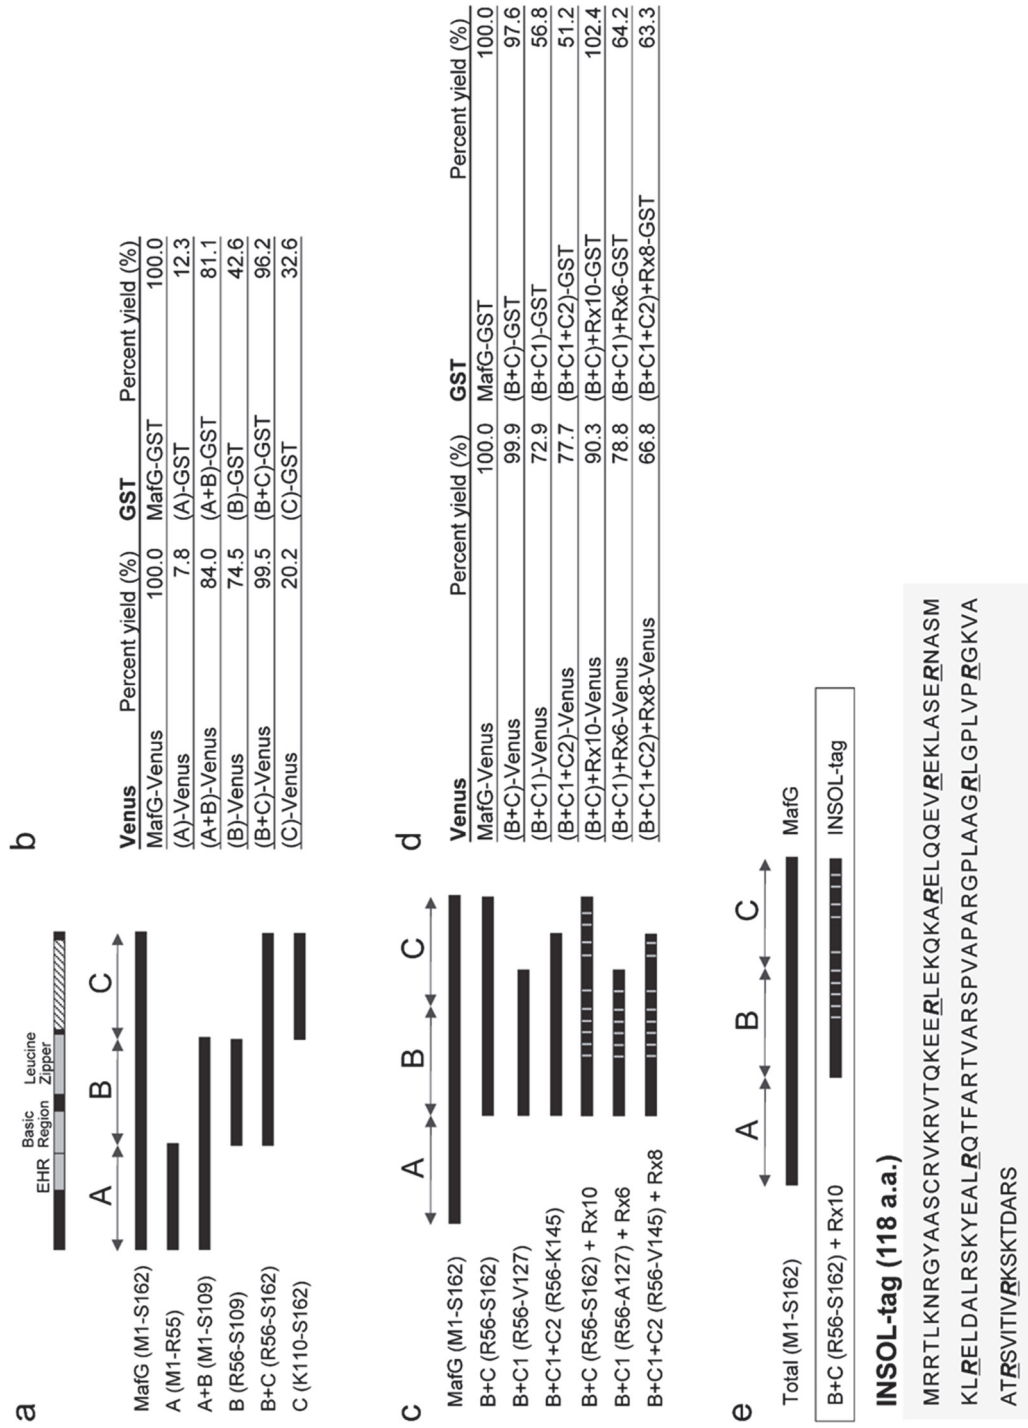 a
EHR
Basic
Region
Leucine
Zipper
A
B
C
MafG (M1-S162)
A (M1-R55)
A+B (M1-S109)
B (R56-S109)
B+C (R56-S162)
C (K110-S162)
b
Venus Percent yield (%) GST Percent yield (%)
MafG-Venus 100.0 MafG-GST 100.0
(A)-Venus 7.8 (A)-GST 12.3
(A+B)-Venus 84.0 (A+B)-GST 81.1
(B)-Venus 74.5 (B)-GST 42.6
(B+C)-Venus 99.5 (B+C)-GST 96.2
(C)-Venus 20.2 (C)-GST 32.6
c
A
B
C
MafG (M1-S162)
B+C (R56-S162)
B+C1 (R56-V127)
B+C1+C2 (R56-K145)
B+C (R56-S162) + Rx10
B+C1 (R56-A127) + Rx6
B+C1+C2 (R56-V145) + Rx8
d
Venus Percent yield (%) GST Percent yield (%)
MafG-Venus 100.0 MafG-GST 100.0
(B+C)-Venus 99.9 (B+C)-GST 97.6
(B+C1)-Venus 72.9 (B+C1)-GST 56.8
(B+C1+C2)-Venus 77.7 (B+C1+C2)-GST 51.2
(B+C)+Rx10-Venus 90.3 (B+C)+Rx10-GST 102.4
(B+C1)+Rx6-Venus 78.8 (B+C1)+Rx6-GST 64.2
(B+C1+C2)+Rx8-Venus 66.8 (B+C1+C2)+Rx8-GST 63.3
e
A
B
C
Total (M1-S162) MafG
B+C (R56-S162) + Rx10 INSOL-tag
INSOL-tag (118 a.a.)
MRRTLKNRGYAASCRVKRVTQKEERLEKQKARELQQEVREKLASERNASM
KLRELDALRSKYEALRQTFARTVARSPVAPARGPLAAGRLGPLVPRGKVA
ATRSVITIVRKSKTDARS